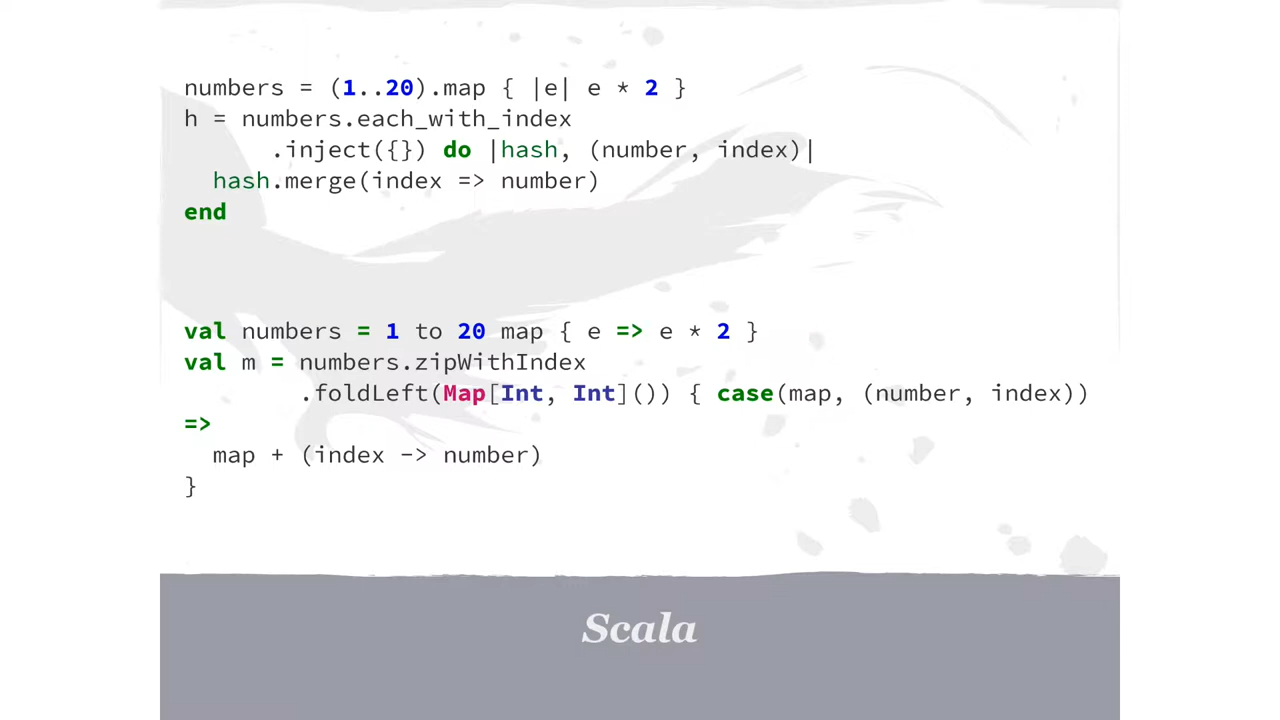 numbers = (1..20).map { |e| e * 2 }
h = numbers.each_with_index
      .inject({}) do |hash, (number, index)|
  hash.merge(index => number)
end
val numbers = 1 to 20 map { e => e * 2 }
val m = numbers.zipWithIndex
        .foldLeft(Map[Int, Int]()) { case(map, (number, index))
=>
  map + (index -> number)
}
Scala